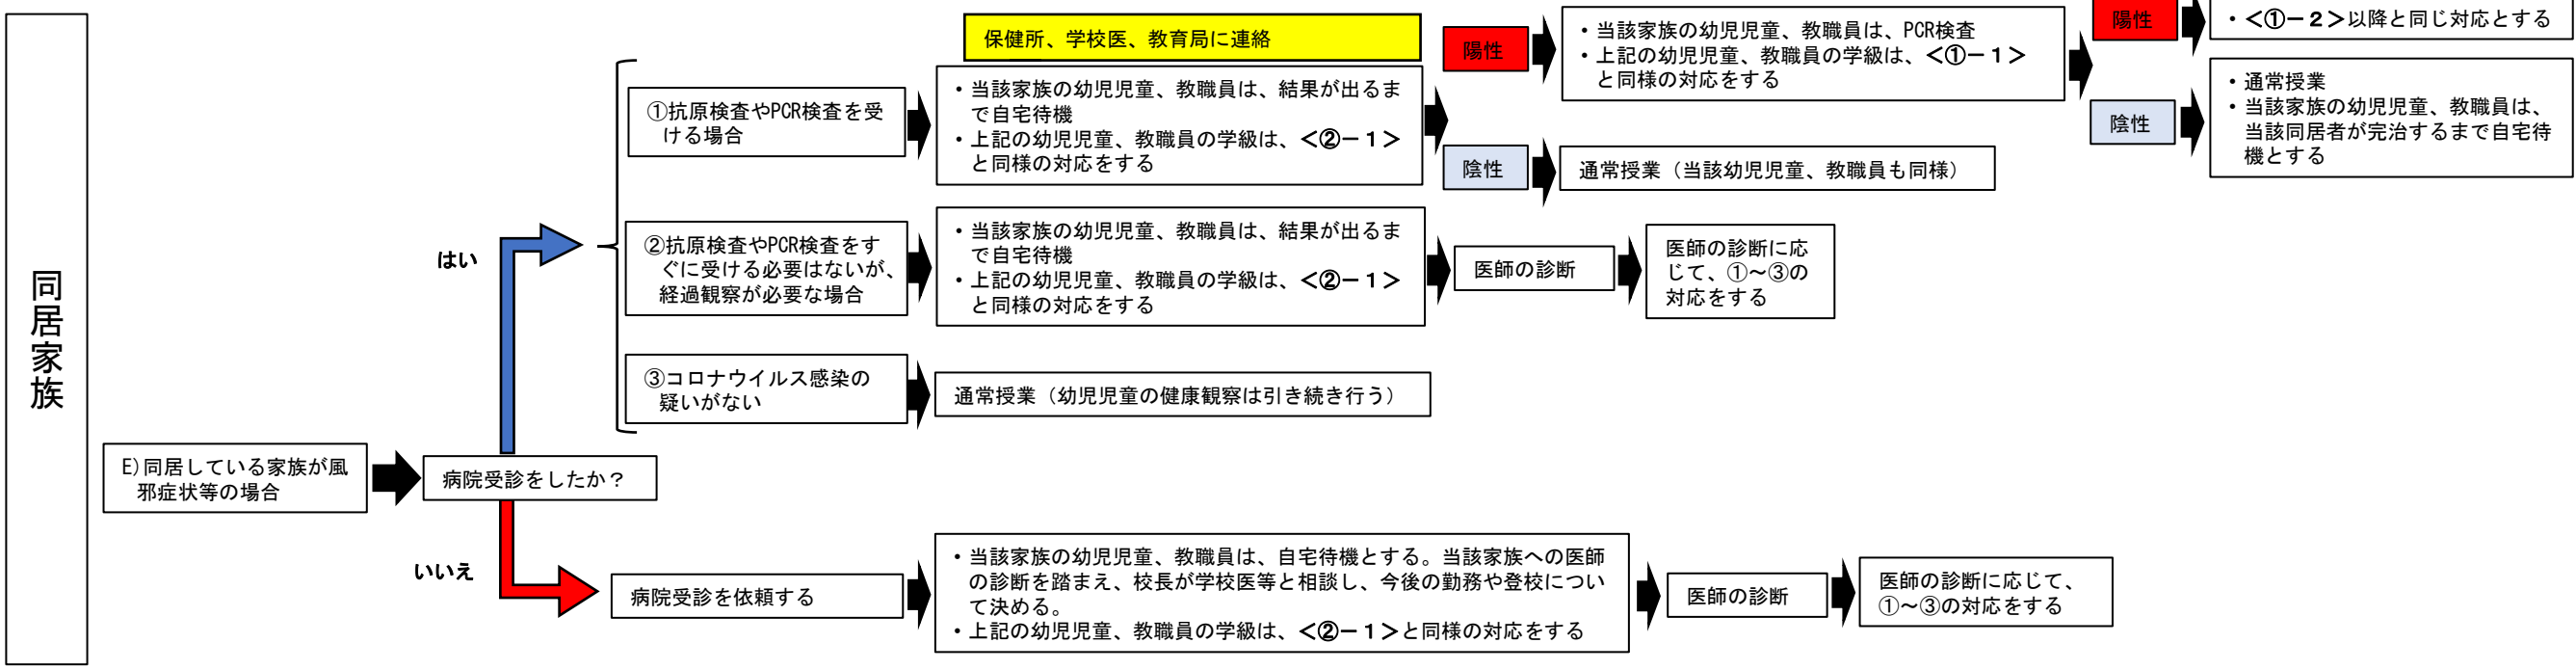 同居家族
E)同居している家族が風
邪症状等の場合
病院受診をしたか？
はい
①抗原検査やPCR検査を受
ける場合
保健所、学校医、教育局に連絡
・当該家族の幼児児童、教職員は、結果が出るま
で自宅待機
・上記の幼児児童、教職員の学級は、＜②－１＞
と同様の対応をする
陽性
・当該家族の幼児児童、教職員は、PCR検査
・上記の幼児児童、教職員の学級は、＜①－１＞
と同様の対応をする
陽性
・＜①－２＞以降と同じ対応とする
陰性
・通常授業
・当該家族の幼児児童、教職員は、
当該同居者が完治するまで自宅待
機とする
陰性
通常授業（当該幼児児童、教職員も同様）
②抗原検査やPCR検査をす
ぐに受ける必要はないが、
経過観察が必要な場合
・当該家族の幼児児童、教職員は、結果が出るま
で自宅待機
・上記の幼児児童、教職員の学級は、＜②－１＞
と同様の対応をする
医師の診断
医師の診断に応
じて、①～③の
対応をする
③コロナウイルス感染の
疑いがない
通常授業（幼児児童の健康観察は引き続き行う）
いいえ
病院受診を依頼する
・当該家族の幼児児童、教職員は、自宅待機とする。当該家族への医師
の診断を踏まえ、校長が学校医等と相談し、今後の勤務や登校につい
て決める。
・上記の幼児児童、教職員の学級は、＜②－１＞と同様の対応をする
医師の診断
医師の診断に応じて、
①～③の対応をする